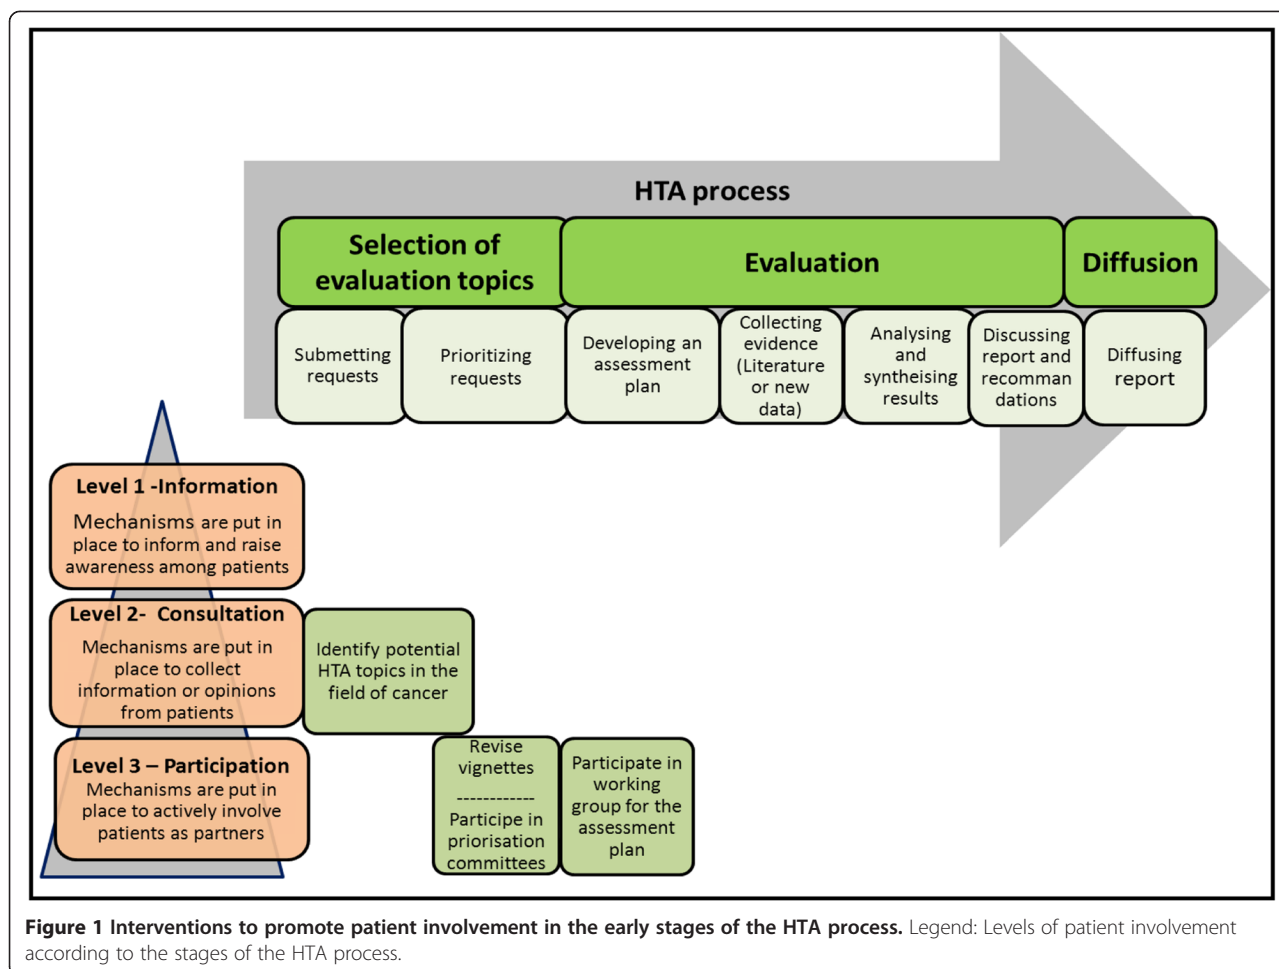 HTA process
Selection of
evaluation topics
Evaluation
Diffusion
Submetting
requests
Prioritizing
requests
Developing an
assessment
plan
Collecting
evidence
(Literature
or new
data)
Analysing
and
syntheising
results
Discussing
report and
recomman
dations
Diffusing
report
Level 1 -Information
Mechanisms are put in
place to inform and raise
awareness among patients
Level 2-  Consultation
Mechanisms are put in
place to collect
information or opinions
from patients
Identify potential
HTA topics in the
field of cancer
Level 3 – Participation
Mechanisms are put in
place to actively involve
patients as partners
Revise
vignettes
------------
Participe in
priorisation
committees
Participate in
working
group for the
assessment
plan
Figure 1 Interventions to promote patient involvement in the early stages of the HTA process. Legend: Levels of patient involvement
according to the stages of the HTA process.